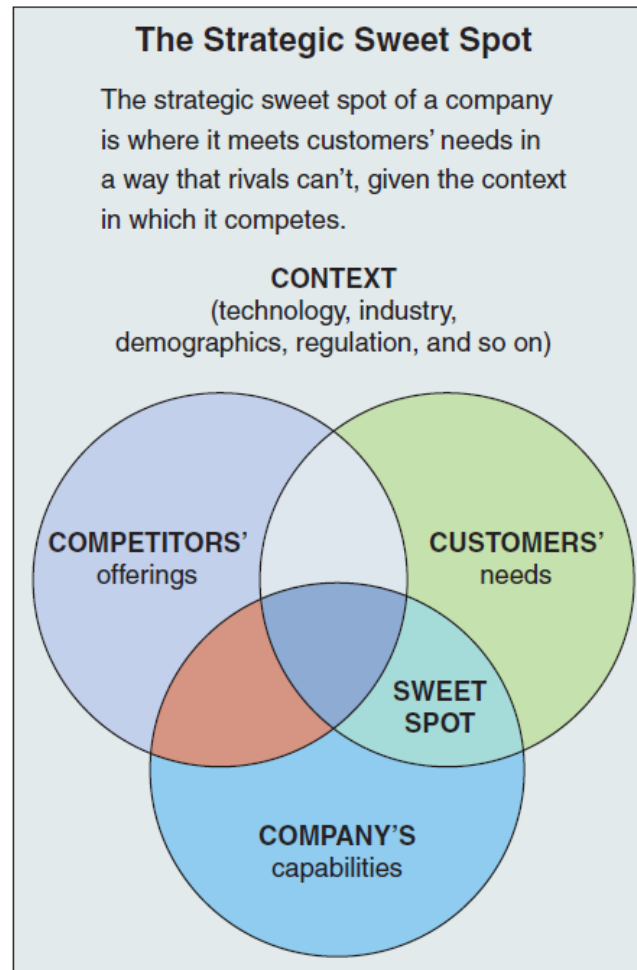 The Strategic Sweet Spot
The strategic sweet spot of a company
is where it meets customers’ needs in
a way that rivals can’t, given the context
in which it competes.
CONTEXT
(technology, industry,
demographics, regulation, and so on)
COMPETITORS’
offerings
CUSTOMERS’
needs
SWEET
SPOT
COMPANY’S
capabilities